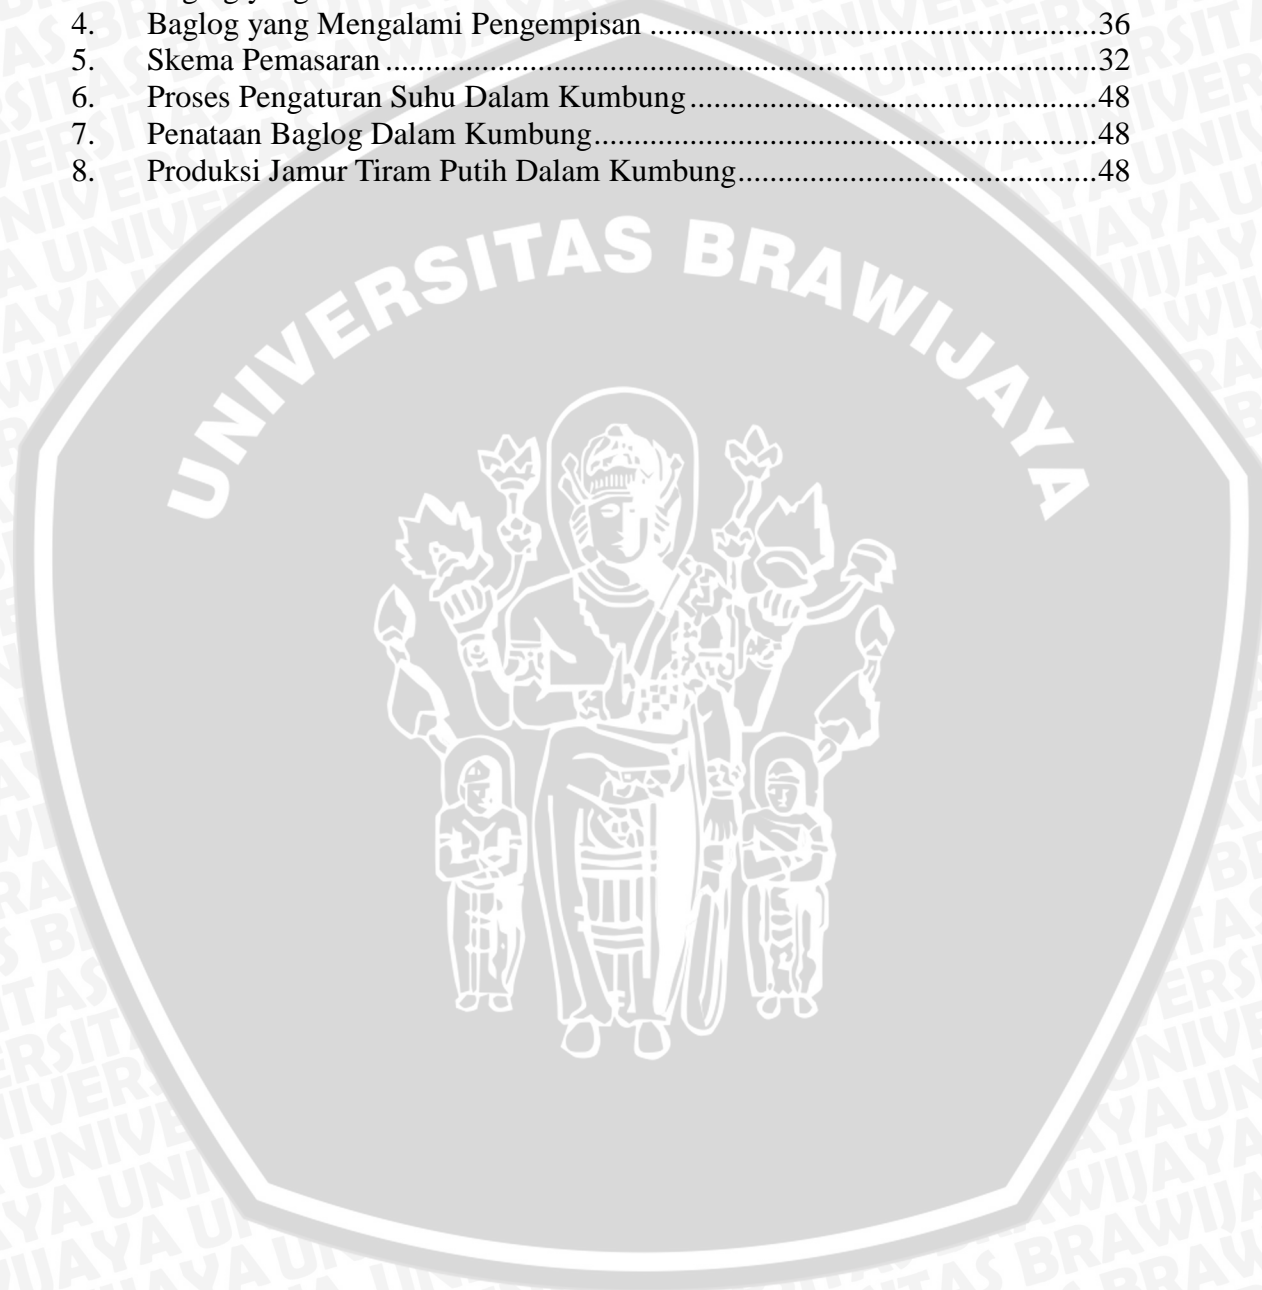 4. Baglog yang Mengalami Pengempisan ................................................36
5. Skema Pemasaran ...........................................................................32
6. Proses Pengaturan Suhu Dalam Kumbung ...........................................48
7. Penataan Baglog Dalam Kumbung.....................................................48
8. Produksi Jamur Tiram Putih Dalam Kumbung......................................48
UNIVERSITAS BRAWIJAYA